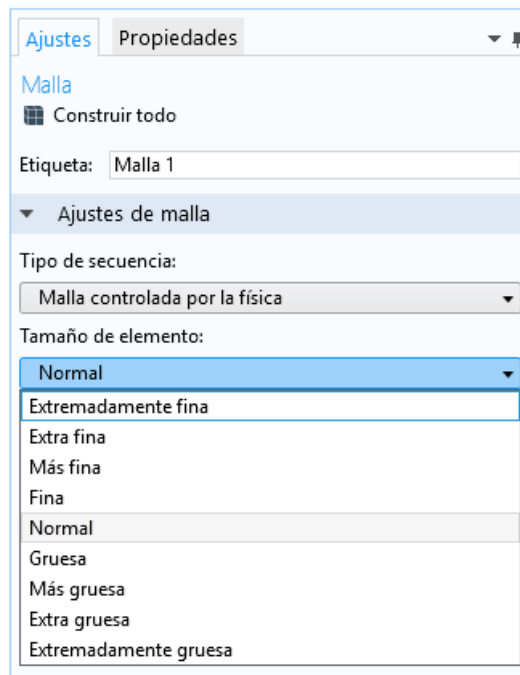 Ajustes Propiedades
Malla
Construir todo
Etiqueta: Malla 1
Ajustes de malla
Tipo de secuencia:
Malla controlada por la física
Tamaño de elemento:
Normal
Extremadamente fina
Extra fina
Más fina
Fina
Normal
Gruesa
Más gruesa
Extra gruesa
Extremadamente gruesa